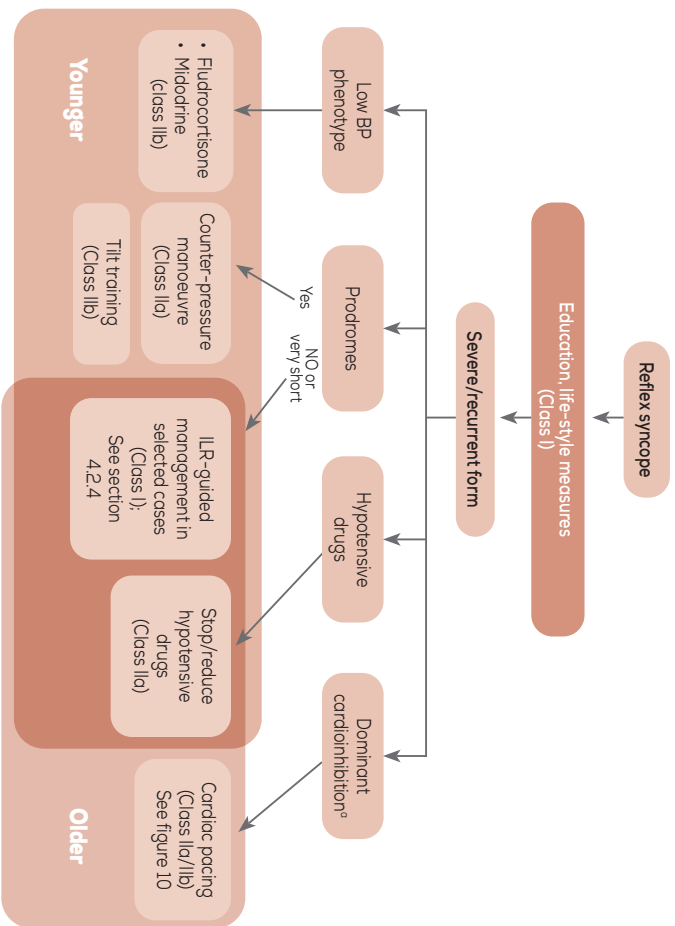 Reflex syncope
Education, life-style measures
(Class I)
Severe/recurrent form
Low BP
phenotype
Prodromes
Hypotensive
drugs
Dominant
cardioinhibitionᵃ
Yes
NO or
very short
• Fludrocortisone
• Midodrine
(class IIb)
Counter-pressure
manoeuvre
(Class IIa)
Tilt training
(Class IIb)
ILR-guided
management in
selected cases
(Class I);
See section
4.2.4
Stop/reduce
hypotensive
drugs
(Class IIa)
Cardiac pacing
(Class IIa/IIb)
See figure 10
Younger
Older